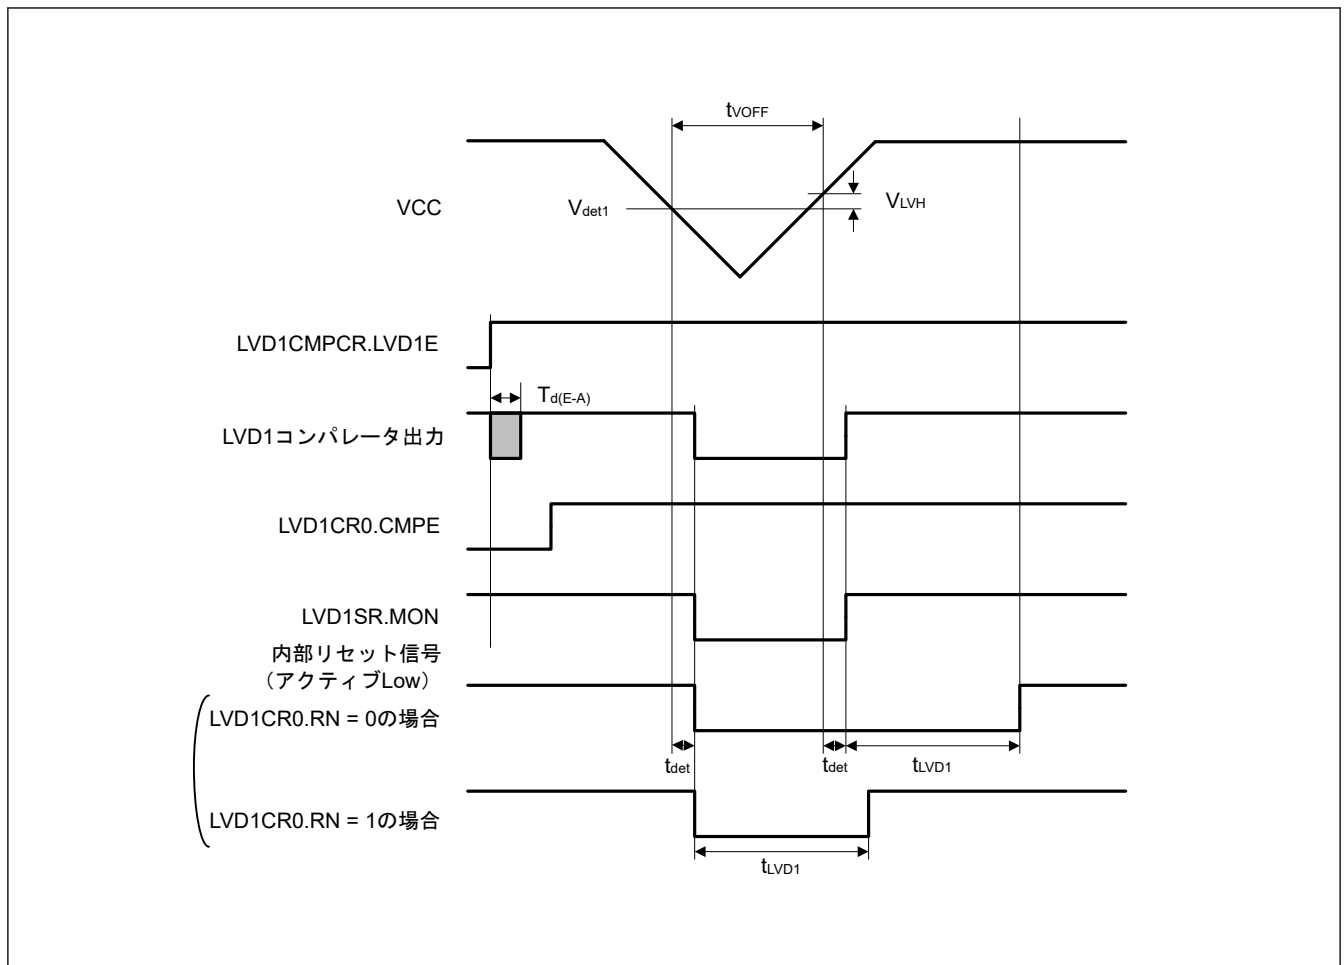 tVOFF
VCC
Vdet1
VLVH
LVD1CMPCR.LVD1E
Td(E-A)
LVD1コンパレータ出力
LVD1CR0.CMPE
LVD1SR.MON
内部リセット信号
（アクティブLow）
LVD1CR0.RN = 0の場合
tdet
tdet
tLVD1
LVD1CR0.RN = 1の場合
tLVD1